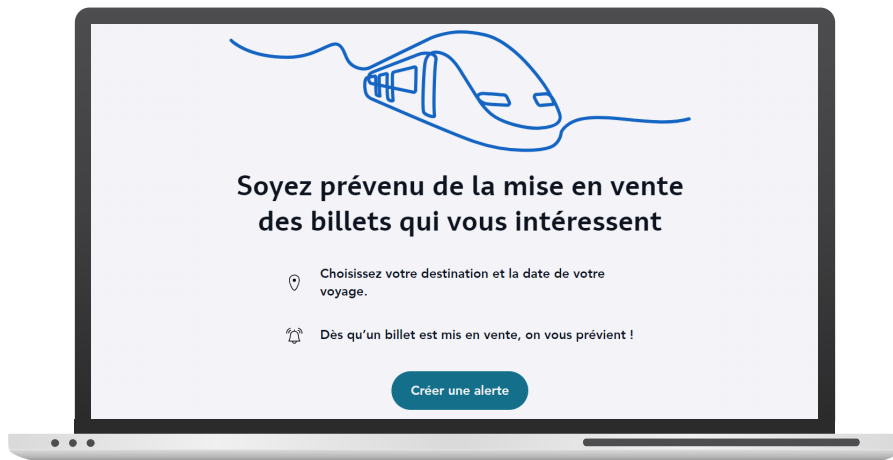 Soyez prévenu de la mise en vente
des billets qui vous intéressent
Choisissez votre destination et la date de votre
voyage.
Dès qu’un billet est mis en vente, on vous prévient !
Créer une alerte